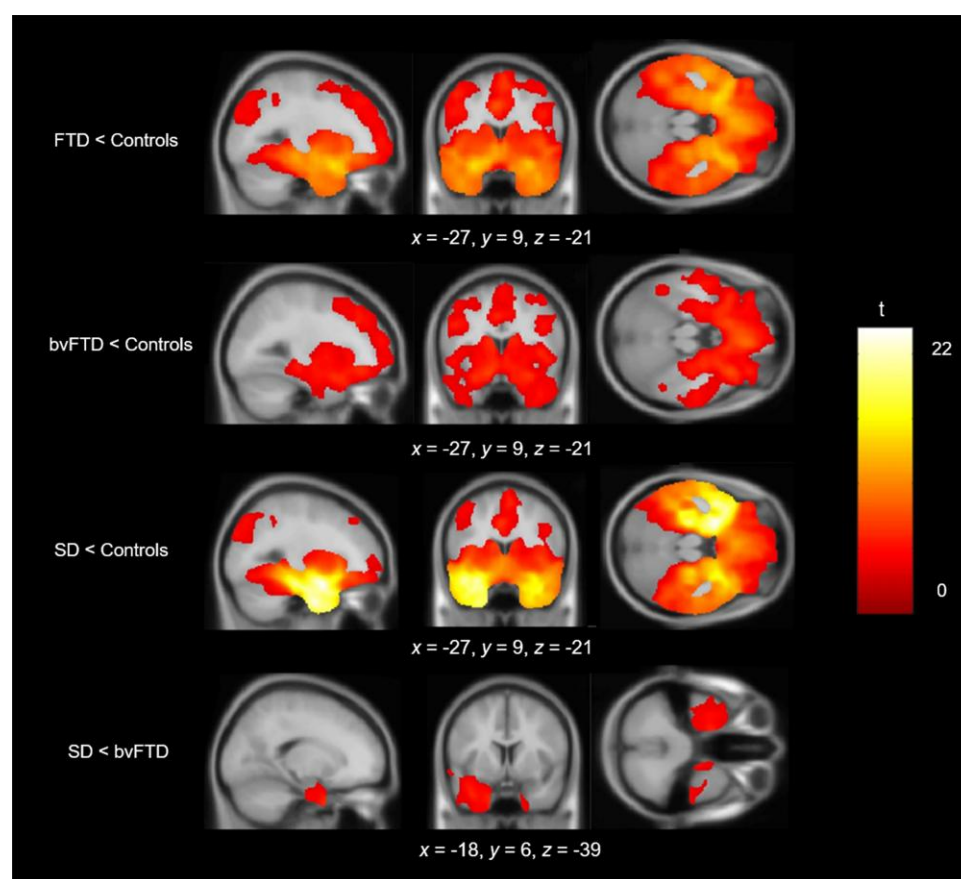 FTD < Controls
x = -27, y = 9, z = -21
bvFTD < Controls
x = -27, y = 9, z = -21
SD < Controls
x = -27, y = 9, z = -21
SD < bvFTD
x = -18, y = 6, z = -39
t
22
0